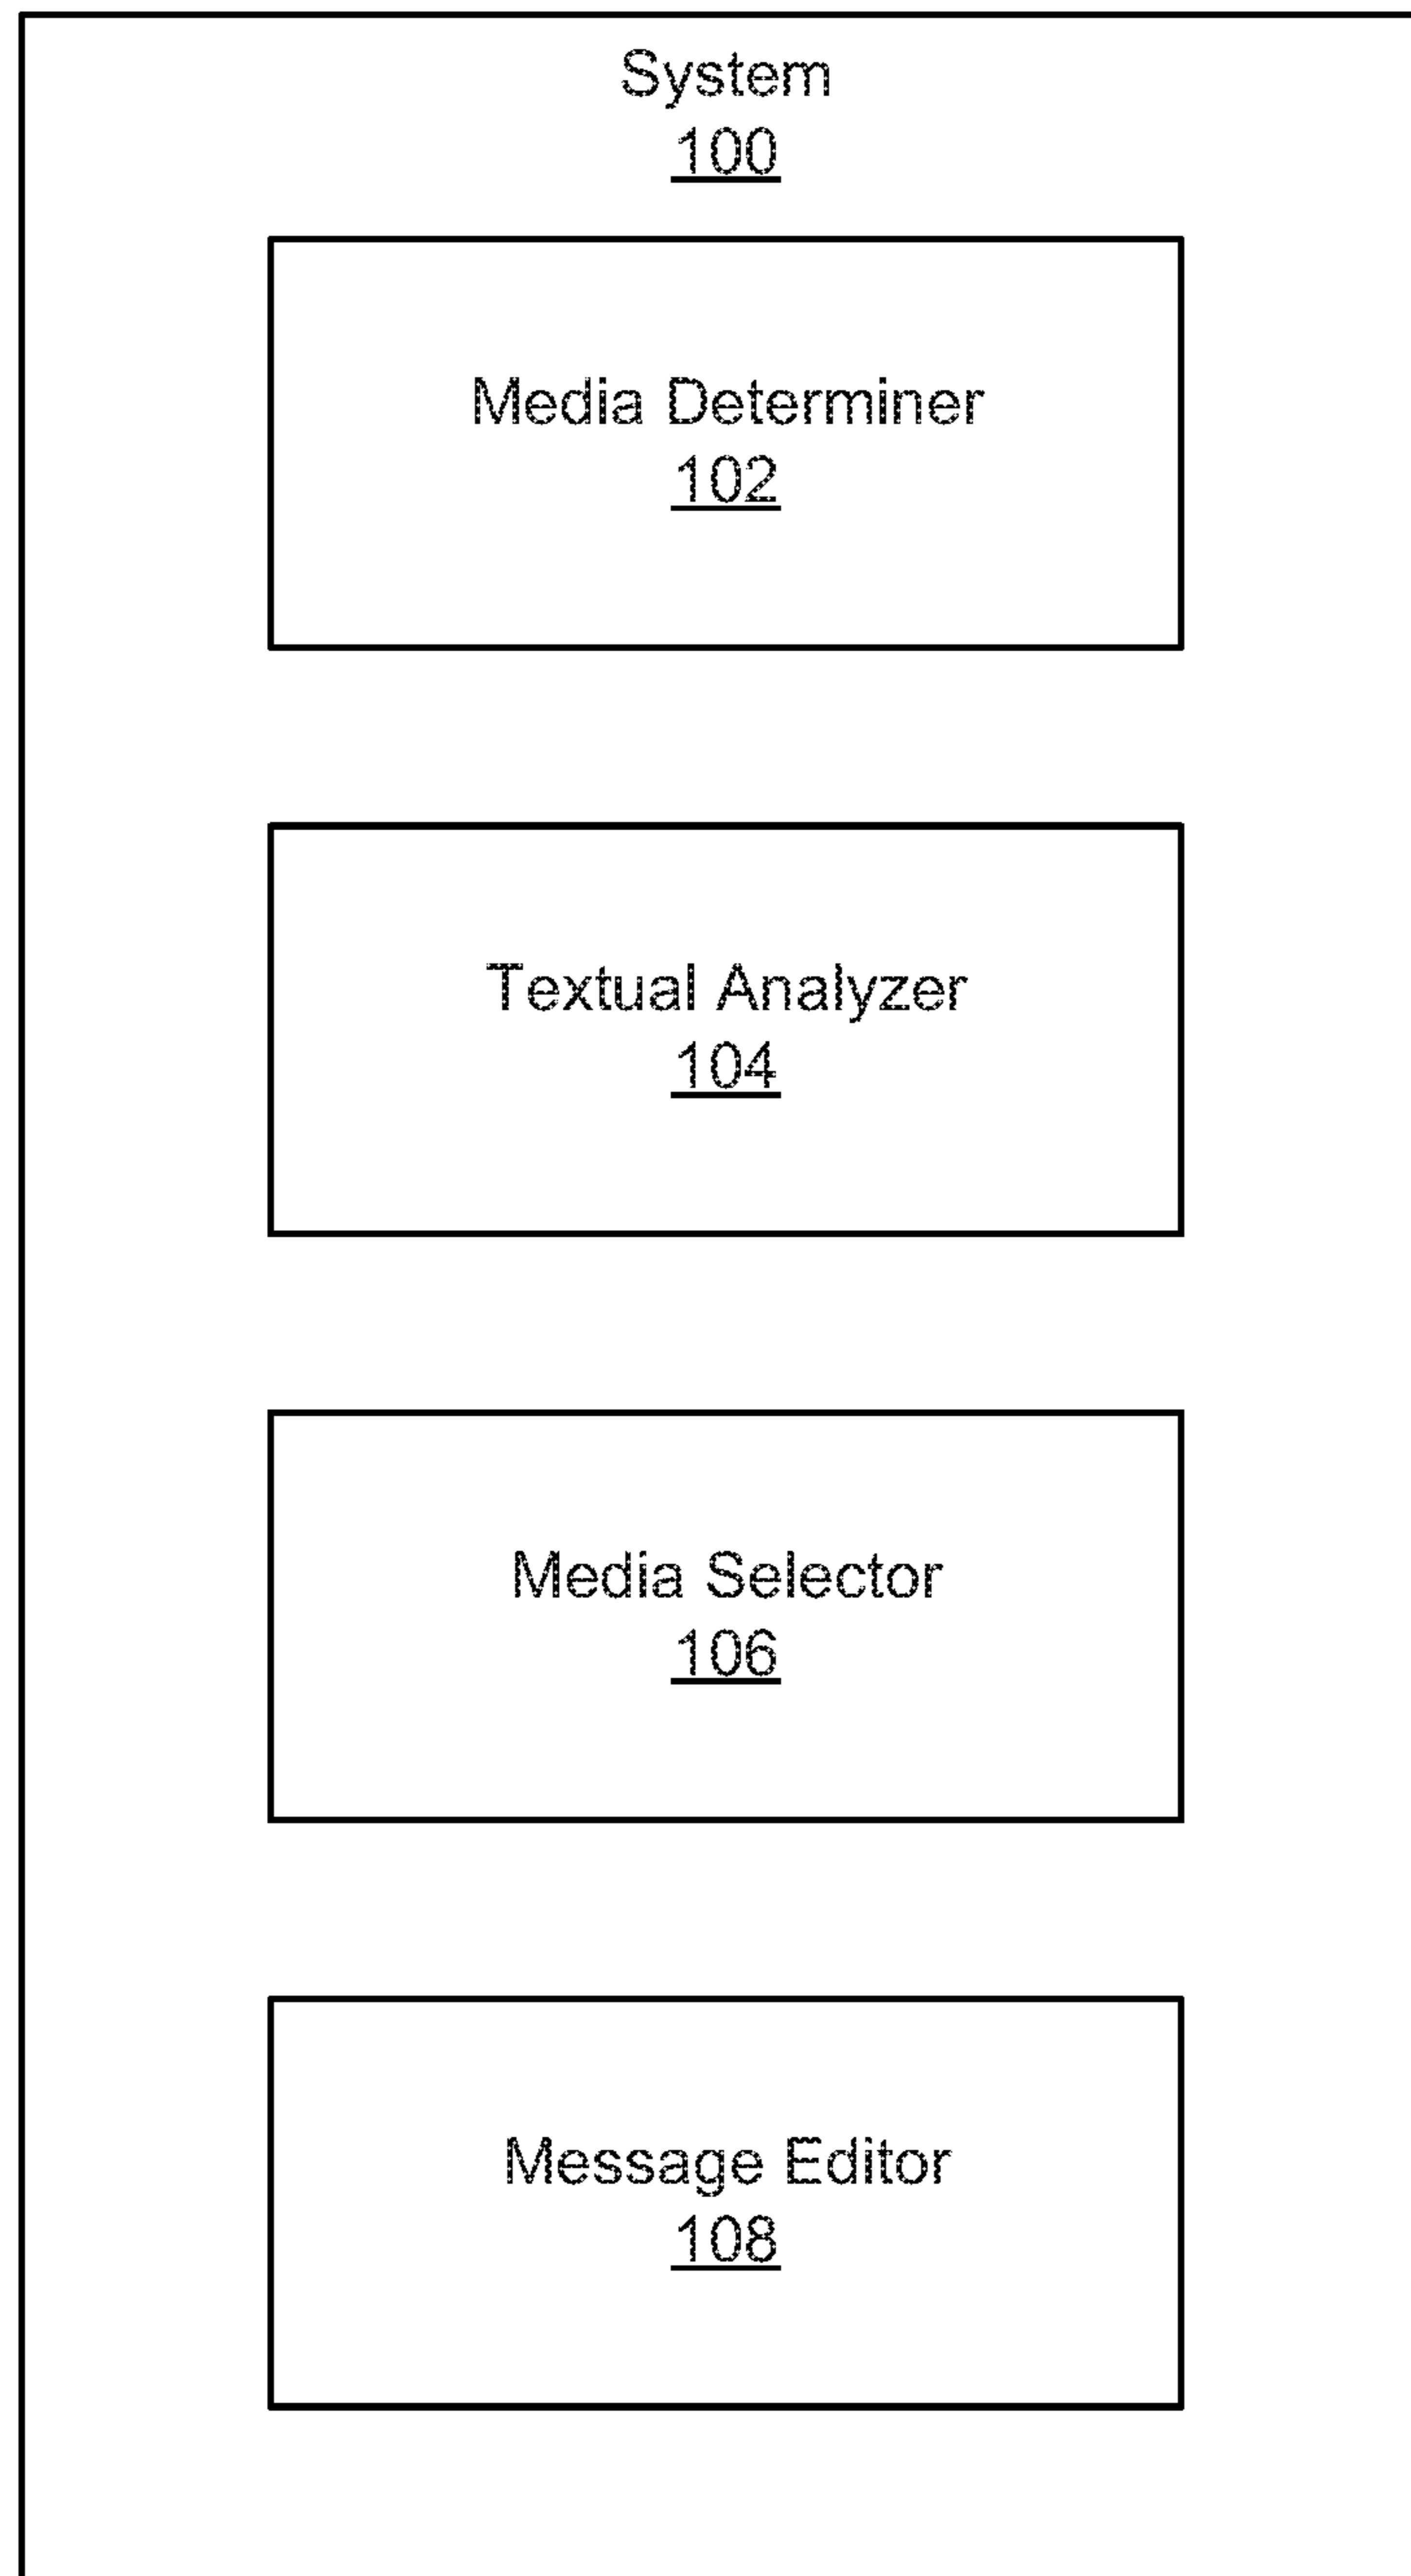 System
100
Media Determiner
102
Textual Analyzer
104
Media Selector
106
Message Editor
108